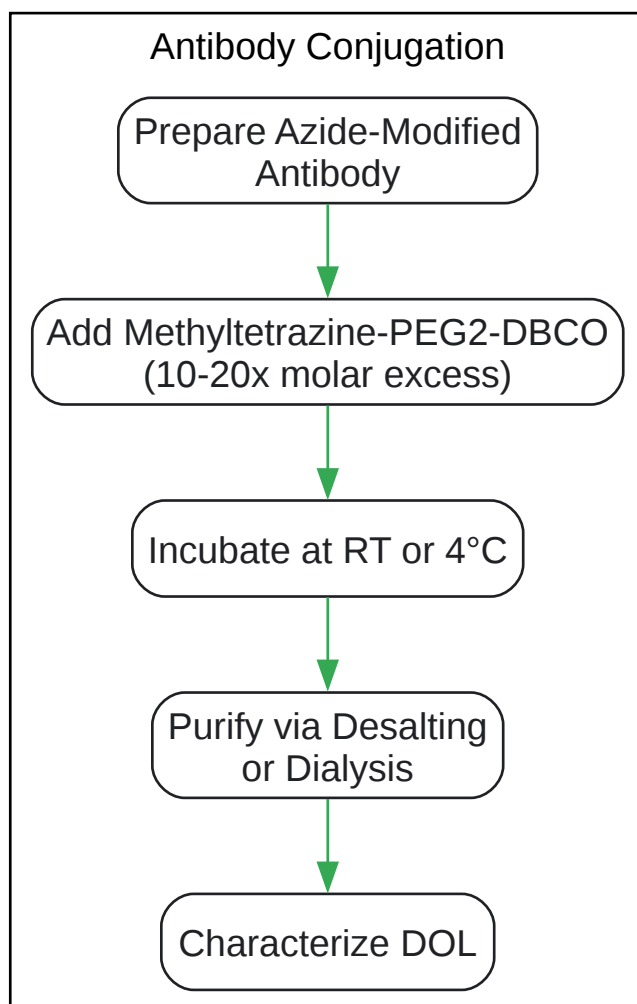 Antibody Conjugation
Prepare Azide-Modified
Antibody
Add Methyltetrazine-PEG2-DBCO
(10-20x molar excess)
Incubate at RT or 4°C
Purify via Desalting
or Dialysis
Characterize DOL